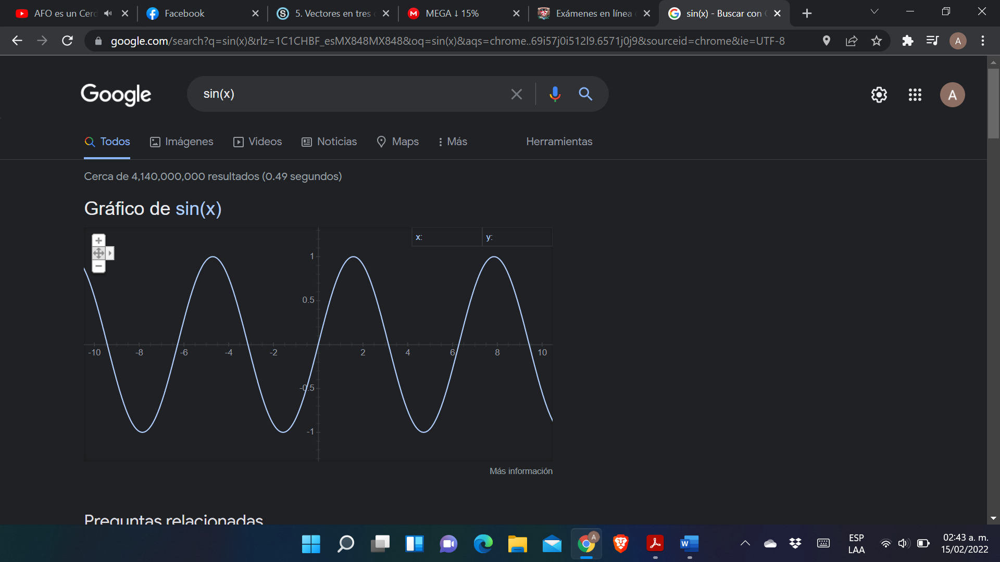 AFO es un Cerd
Facebook
5. Vectores en tres
MEGA ↓ 15%
Exámenes en línea
sin(x) - Buscar con
google.com/search?q=sin(x)&rlz=1C1CHBF_esMX848MX848&oq=sin(x)&aqs=chrome..69i57j0i512l9.6571j0j9&sourceid=chrome&ie=UTF-8
A
Google
sin(x)
A
Todos
Imágenes
Videos
Noticias
Maps
Más
Herramientas
Cerca de 4,140,000,000 resultados (0.49 segundos)
Gráfico de sin(x)
x:
y:
1
0.5
-10 -8 -6 -4 -2 2 4 6 8 10
-0.5
-1
Más información
Preguntas relacionadas
A
W
ESP
LAA
02:43 a. m.
15/02/2022